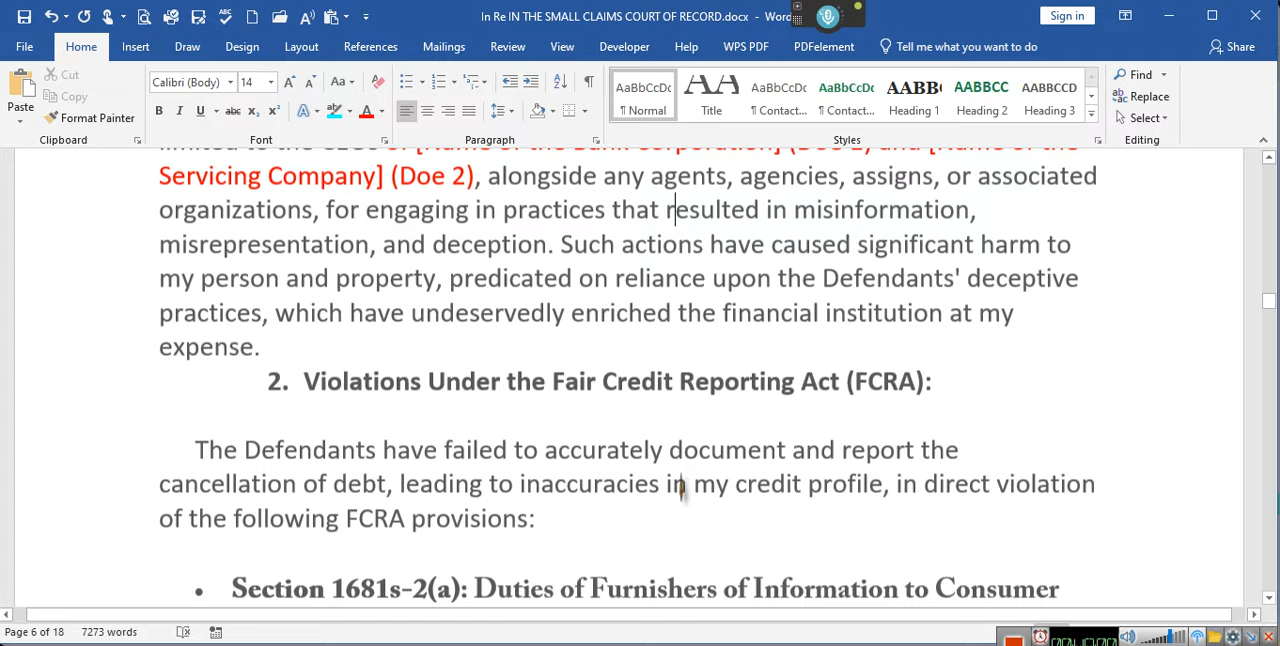 In Re IN THE SMALL CLAIMS COURT OF RECORD.docx - Word
Sign in
File Home Insert Draw Design Layout References Mailings Review View Developer Help WPS PDF PDFelement Tell me what you want to do Share
Paste
Cut
Copy
Format Painter
Clipboard
Calibri (Body) 14
Font
Paragraph
AaBbCcDc AA AaBbCcDc AaBbCcDc AABBC AABBCC AABBCCD
¶ Normal Title ¶ Contact... ¶ Contact... Heading 1 Heading 2 Heading 3
Styles
Find
Replace
Select
Editing
Servicing Company] (Doe 2), alongside any agents, agencies, assigns, or associated
organizations, for engaging in practices that resulted in misinformation,
misrepresentation, and deception. Such actions have caused significant harm to
my person and property, predicated on reliance upon the Defendants' deceptive
practices, which have undeservedly enriched the financial institution at my
expense.
2. Violations Under the Fair Credit Reporting Act (FCRA):
The Defendants have failed to accurately document and report the
cancellation of debt, leading to inaccuracies in my credit profile, in direct violation
of the following FCRA provisions:
• Section 1681s-2(a): Duties of Furnishers of Information to Consumer
Page 6 of 18 7273 words